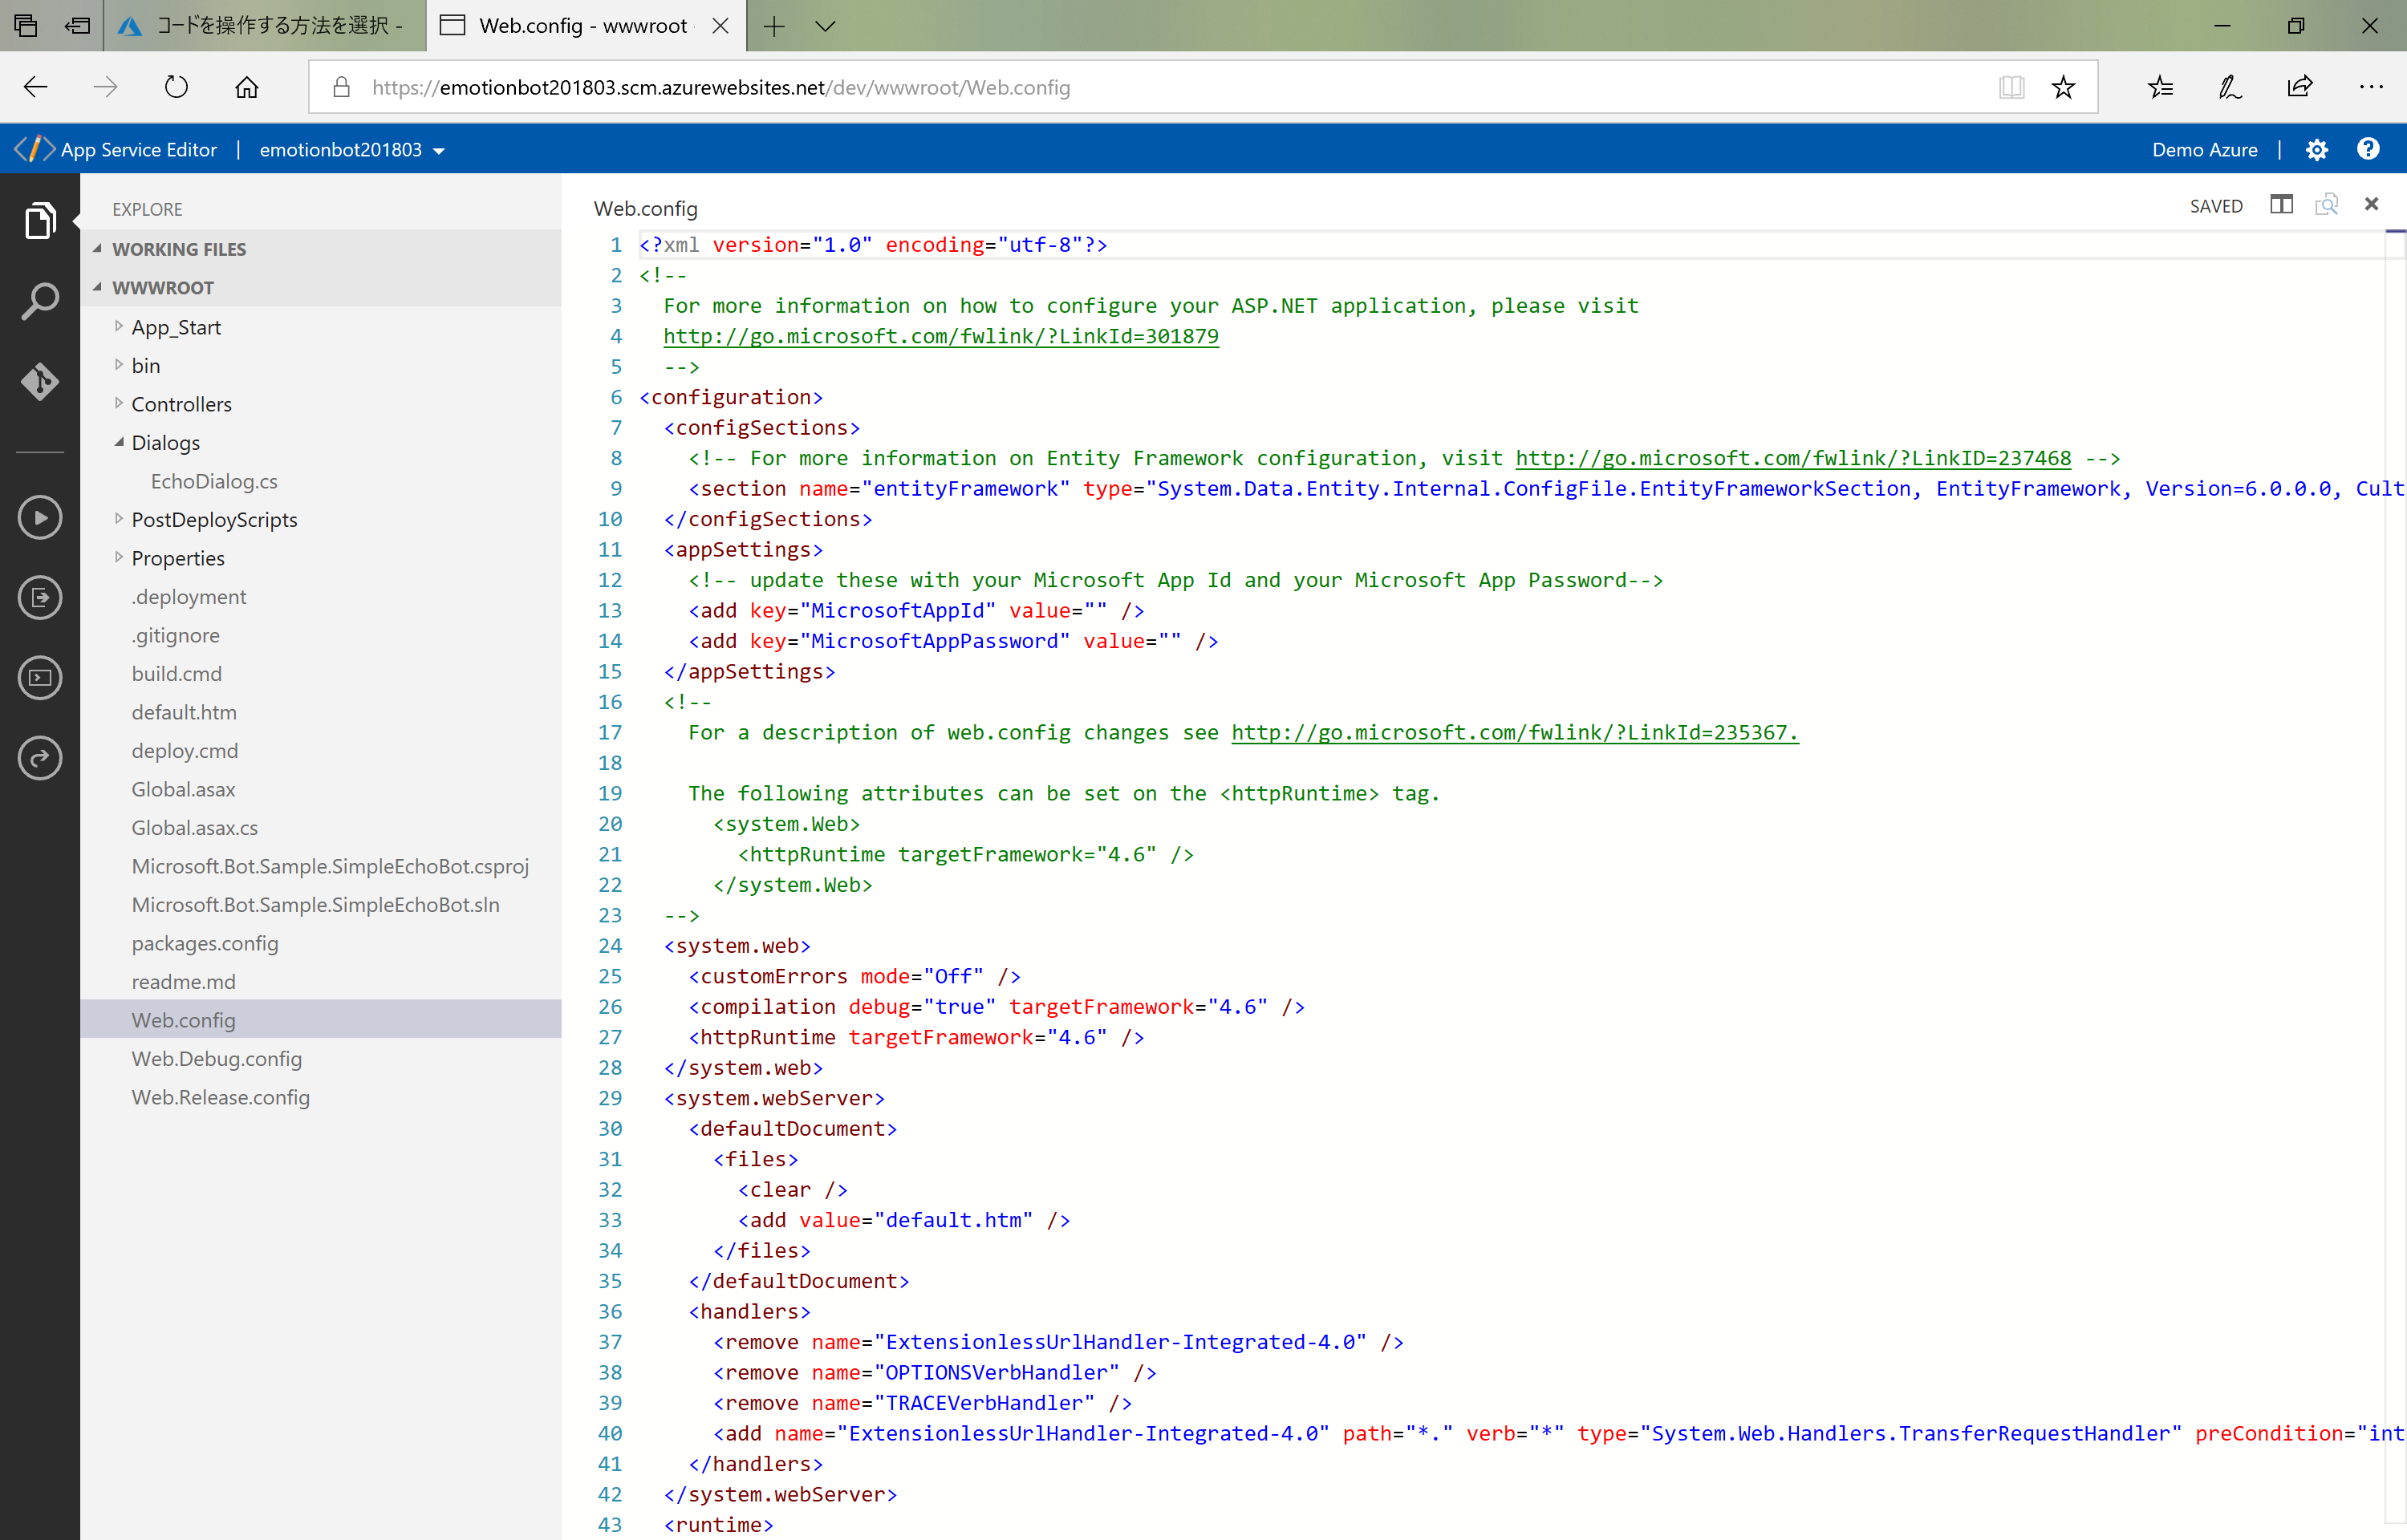 コードを操作する方法を選択 -
Web.config - wwwroot
https://emotionbot201803.scm.azurewebsites.net/dev/wwwroot/Web.config
App Service Editor | emotionbot201803
Demo Azure |
EXPLORE
WORKING FILES
WWWROOT
App_Start
bin
Controllers
Dialogs
EchoDialog.cs
PostDeployScripts
Properties
.deployment
.gitignore
build.cmd
default.htm
deploy.cmd
Global.asax
Global.asax.cs
Microsoft.Bot.Sample.SimpleEchoBot.csproj
Microsoft.Bot.Sample.SimpleEchoBot.sln
packages.config
readme.md
Web.config
Web.Debug.config
Web.Release.config
Web.config
SAVED
1 <?xml version="1.0" encoding="utf-8"?>
2 <!--
3 For more information on how to configure your ASP.NET application, please visit
4 http://go.microsoft.com/fwlink/?LinkId=301879
5 -->
6 <configuration>
7 <configSections>
8 <!-- For more information on Entity Framework configuration, visit http://go.microsoft.com/fwlink/?LinkID=237468 -->
9 <section name="entityFramework" type="System.Data.Entity.Internal.ConfigFile.EntityFrameworkSection, EntityFramework, Version=6.0.0.0, Cult
10 </configSections>
11 <appSettings>
12 <!-- update these with your Microsoft App Id and your Microsoft App Password-->
13 <add key="MicrosoftAppId" value="" />
14 <add key="MicrosoftAppPassword" value="" />
15 </appSettings>
16 <!--
17 For a description of web.config changes see http://go.microsoft.com/fwlink/?LinkId=235367.
18
19 The following attributes can be set on the <httpRuntime> tag.
20 <system.Web>
21 <httpRuntime targetFramework="4.6" />
22 </system.Web>
23 -->
24 <system.web>
25 <customErrors mode="Off" />
26 <compilation debug="true" targetFramework="4.6" />
27 <httpRuntime targetFramework="4.6" />
28 </system.web>
29 <system.webServer>
30 <defaultDocument>
31 <files>
32 <clear />
33 <add value="default.htm" />
34 </files>
35 </defaultDocument>
36 <handlers>
37 <remove name="ExtensionlessUrlHandler-Integrated-4.0" />
38 <remove name="OPTIONSVerbHandler" />
39 <remove name="TRACEVerbHandler" />
40 <add name="ExtensionlessUrlHandler-Integrated-4.0" path="*." verb="*" type="System.Web.Handlers.TransferRequestHandler" preCondition="int
41 </handlers>
42 </system.webServer>
43 <runtime>